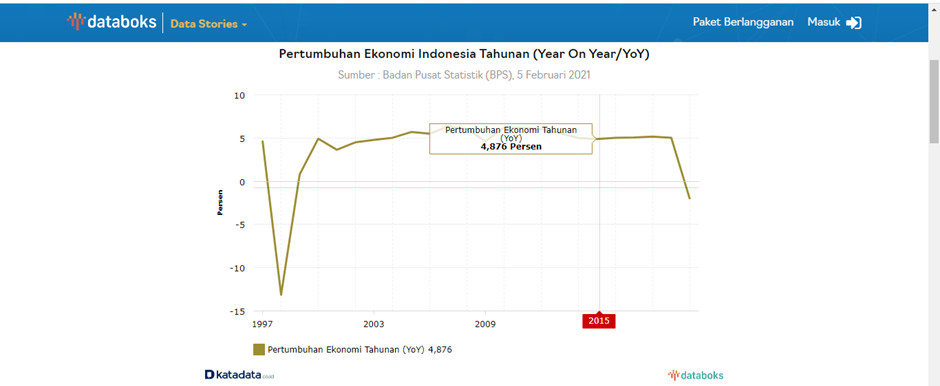 databoks
Data Stories
Paket Berlangganan
Masuk
Pertumbuhan Ekonomi Indonesia Tahunan (Year On Year/YoY)
Sumber : Badan Pusat Statistik (BPS), 5 Februari 2021
10
5
0
-5
-10
-15
Persen
Pertumbuhan Ekonomi Tahunan
(YoY)
4,876 Persen
1997
2003
2009
2015
Pertumbuhan Ekonomi Tahunan (YoY) 4,876
katadata.co.id
databoks